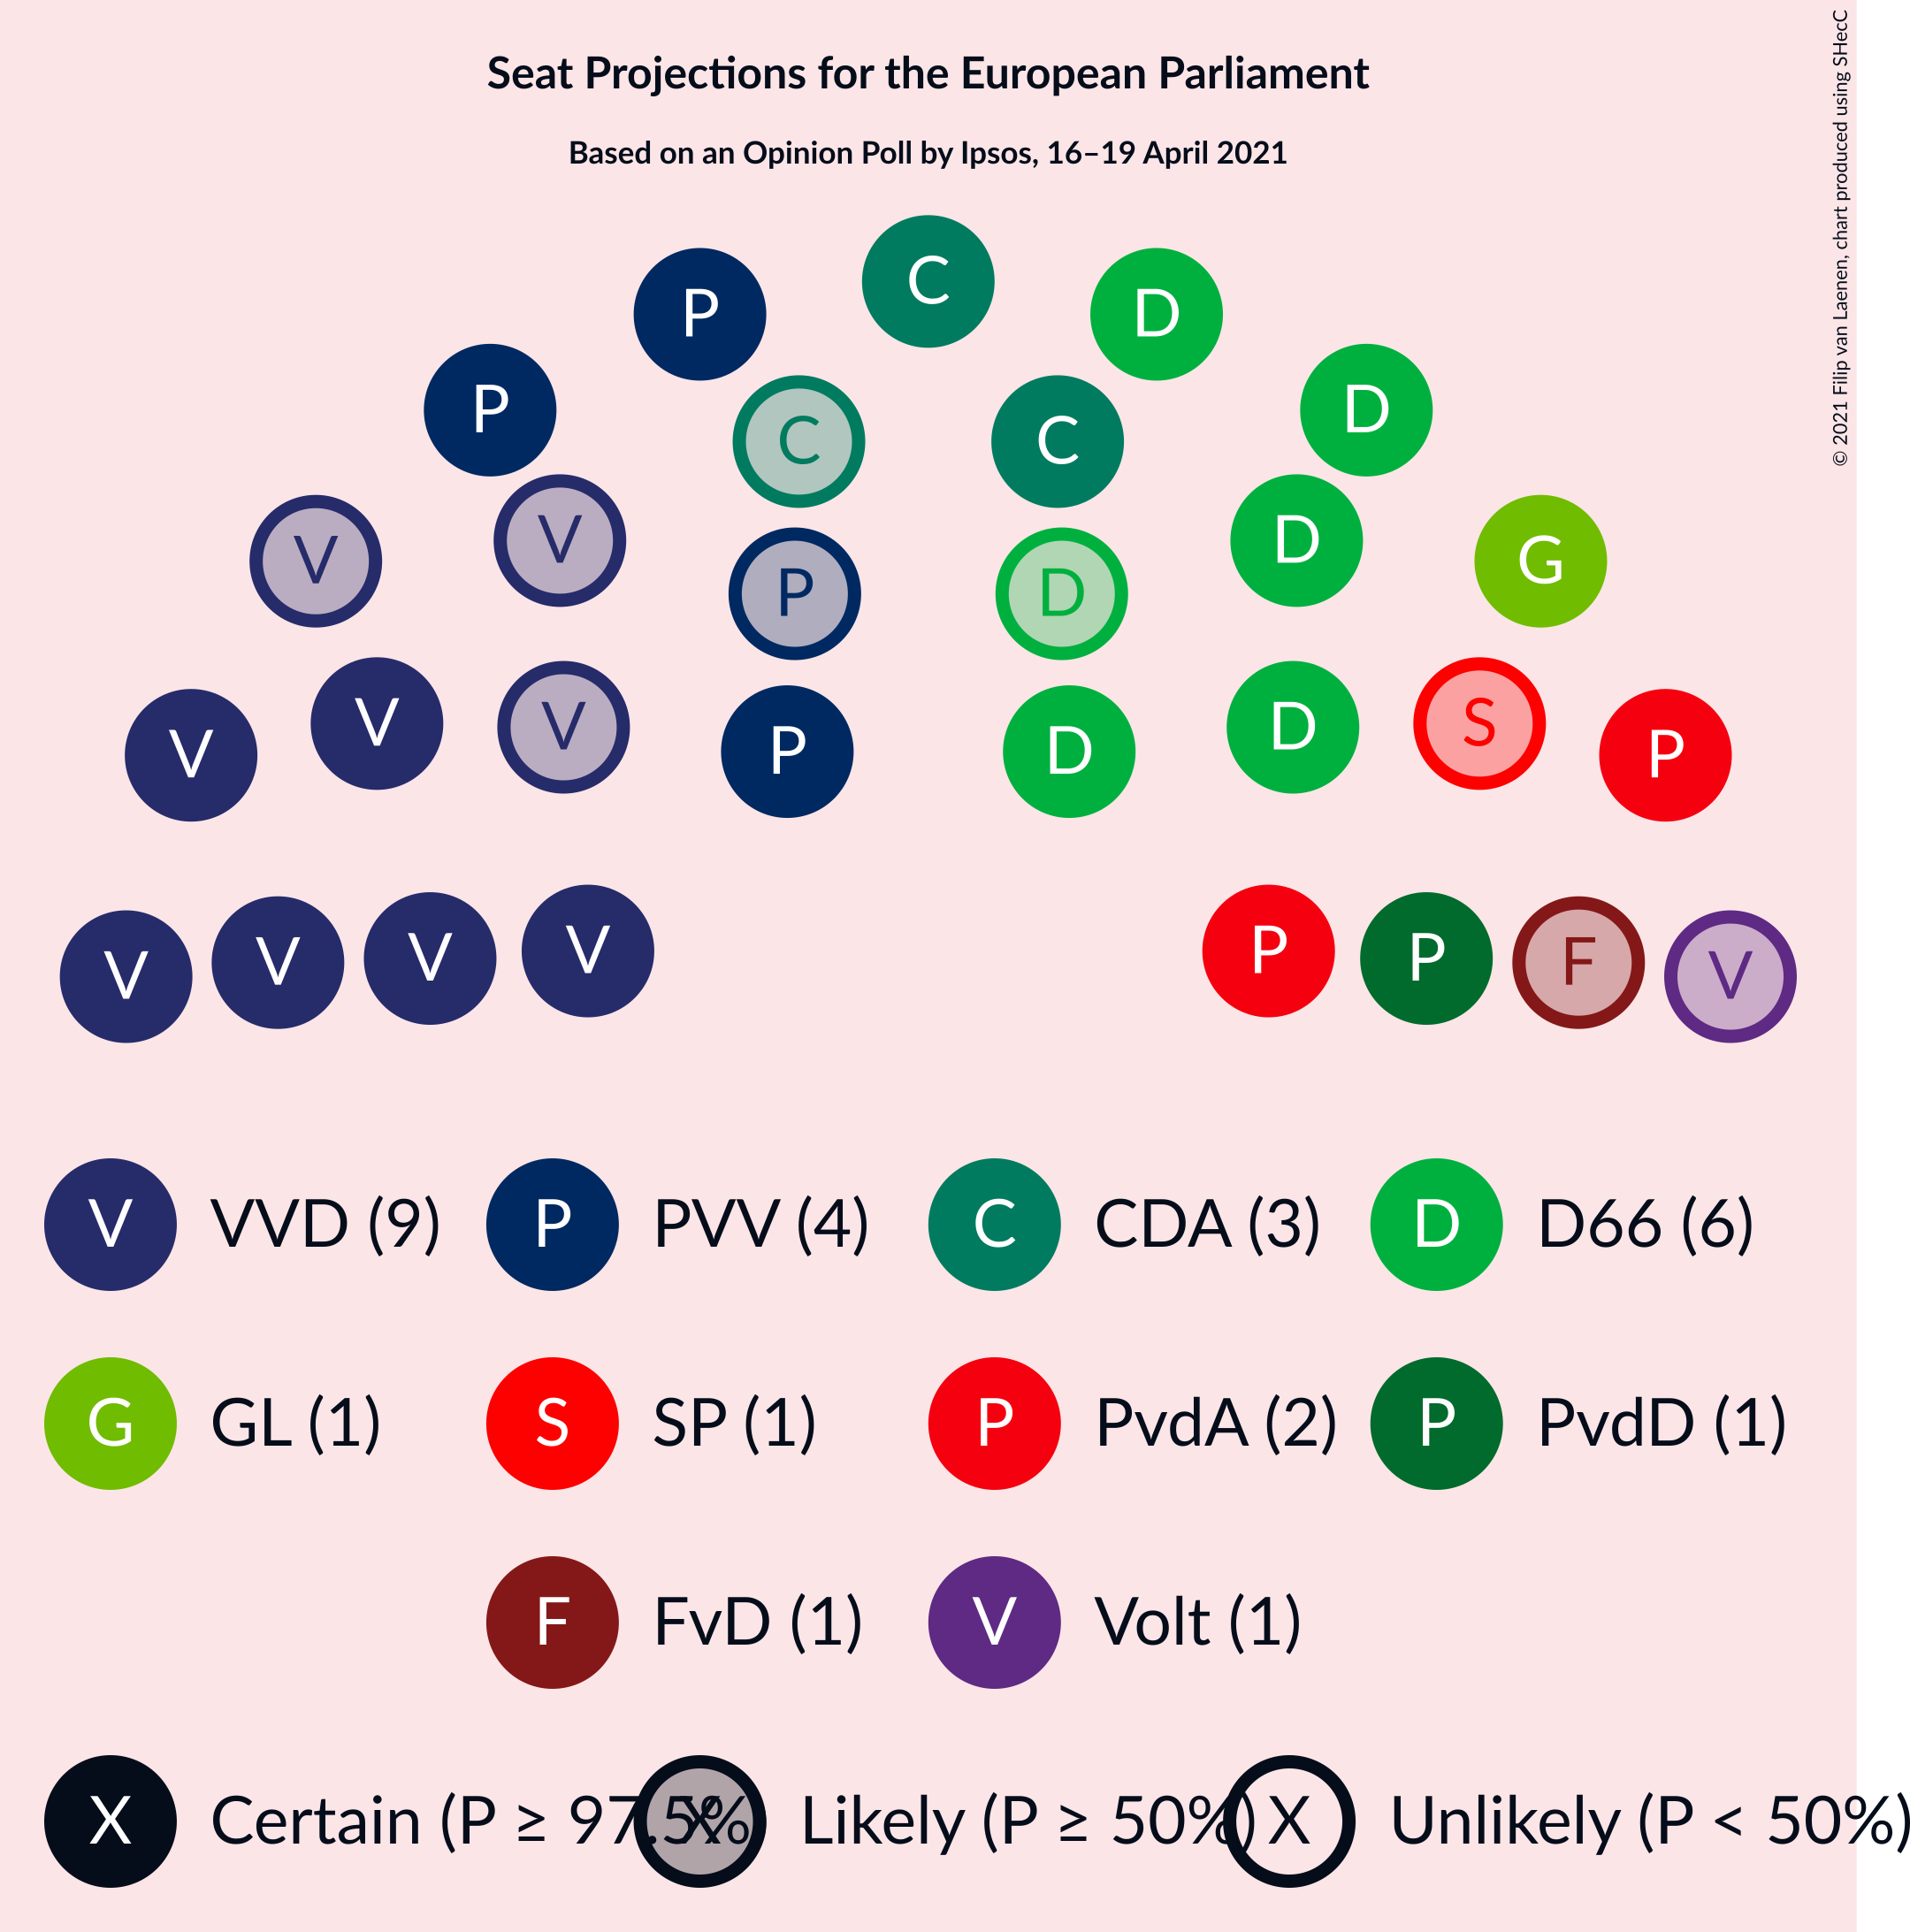 Seat Projections for the European Parliament
Based on an Opinion Poll by Ipsos, 16–19 April 2021
© 2021 Filip van Laenen, chart produced using SHecC
C
P D
P D
C C
V D
V G
P D
V S
V D
V P
P D
V P
V P
V F
V V
V VVD (9) P PVV (4) C CDA (3) D D66 (6)
G GL (1) S SP (1) P PvdA (2) P PvdD (1)
F FvD (1) V Volt (1)
X Certain (P ≥ 97.5% X Likely (P ≥ 50%) X Unlikely (P < 50%)